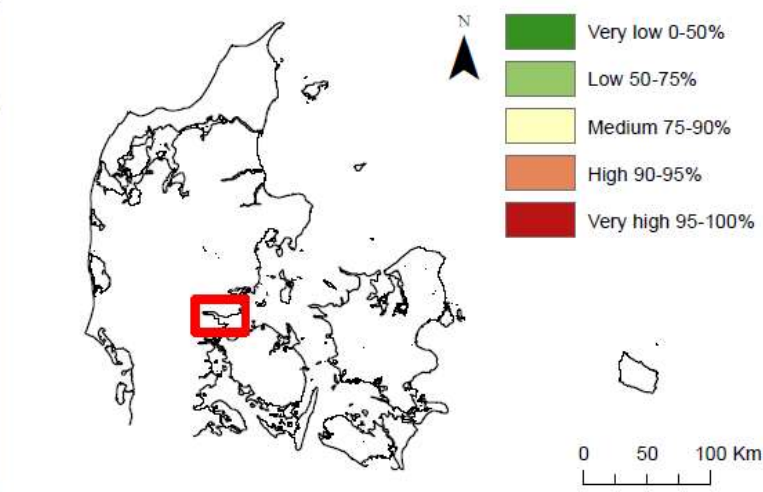 N
Very low 0-50%
Low 50-75%
Medium 75-90%
High 90-95%
Very high 95-100%
0 50 100 Km